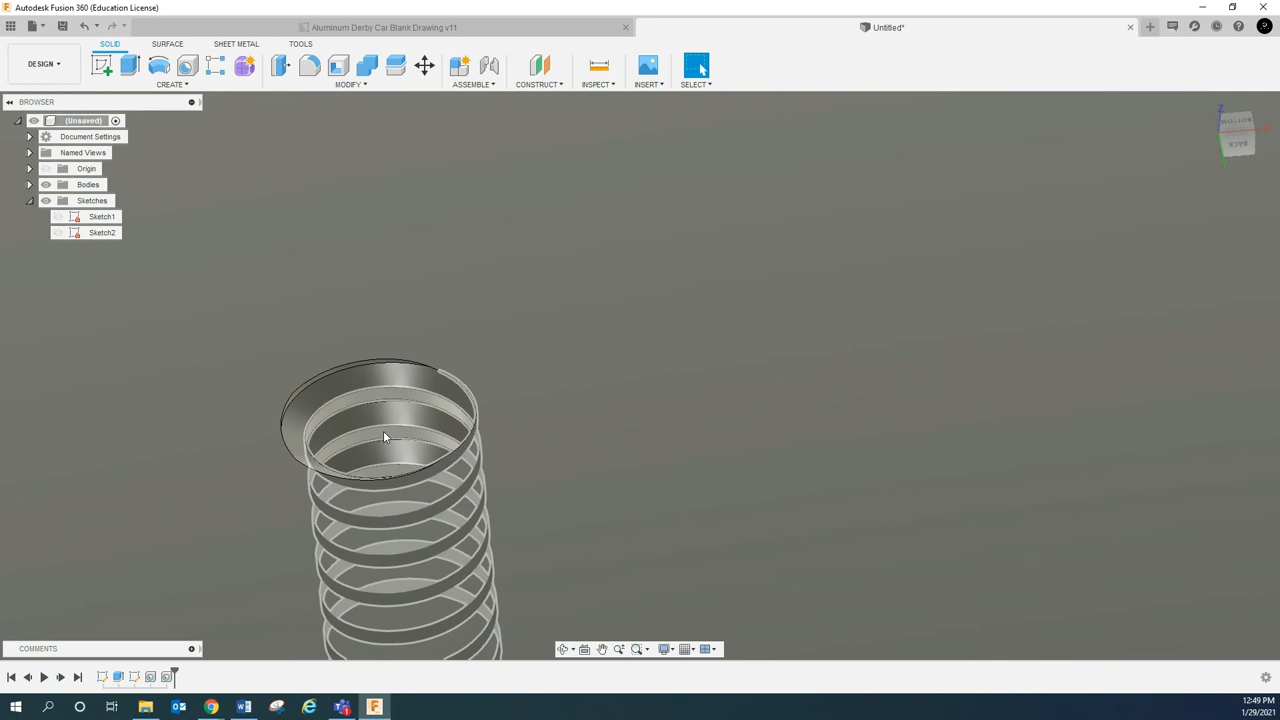 Autodesk Fusion 360 (Education License)
Aluminum Derby Car Blank Drawing v11
Untitled*
SOLID SURFACE SHEET METAL TOOLS
DESIGN
CREATE MODIFY ASSEMBLE CONSTRUCT INSPECT INSERT SELECT
BROWSER
(Unsaved)
Document Settings
Named Views
Origin
Bodies
Sketches
Sketch1
Sketch2
Z
BOTTOM
BACK
COMMENTS
12:49 PM
1/29/2021